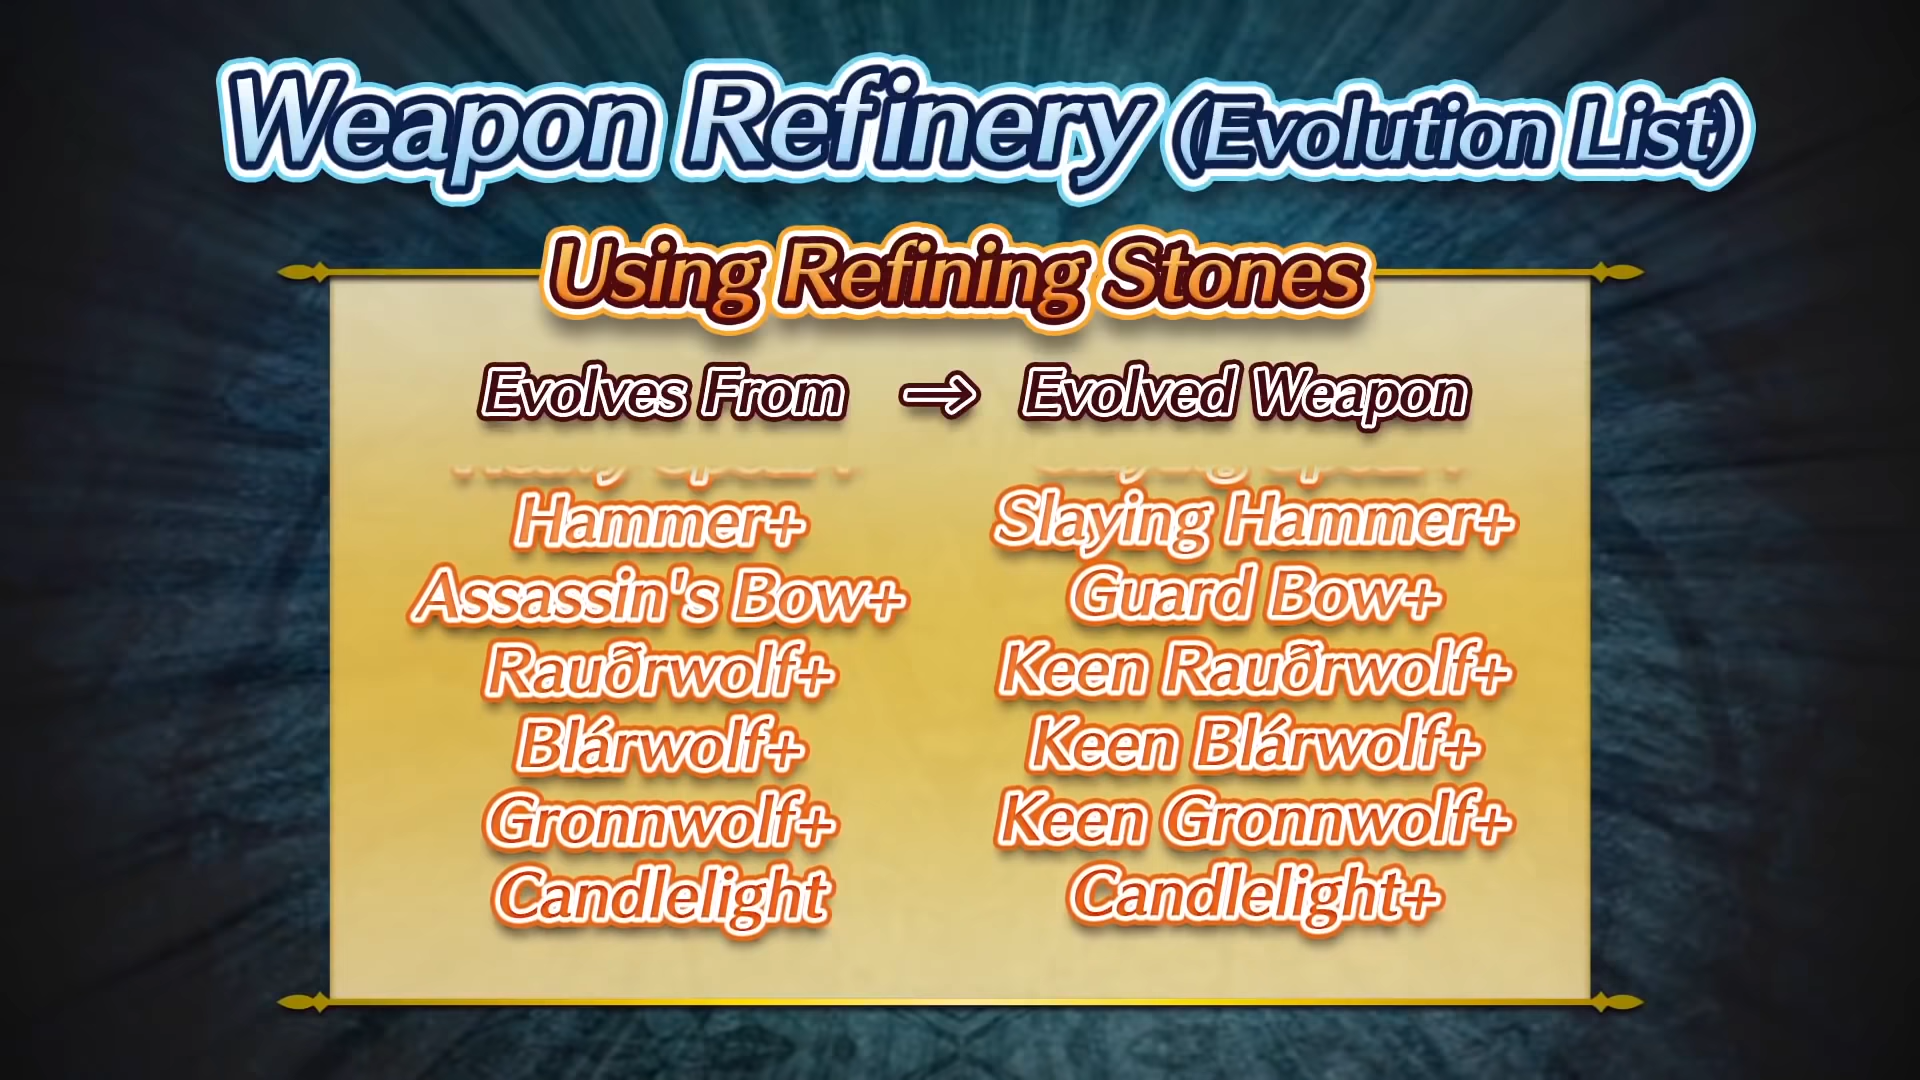 Weapon Refinery (Evolution List)
Using Refining Stones
Evolves From → Evolved Weapon
Hammer+ Slaying Hammer+
Assassin's Bow+ Guard Bow+
Rauðrwolf+ Keen Rauðrwolf+
Blárwolf+ Keen Blárwolf+
Gronnwolf+ Keen Gronnwolf+
Candlelight Candlelight+